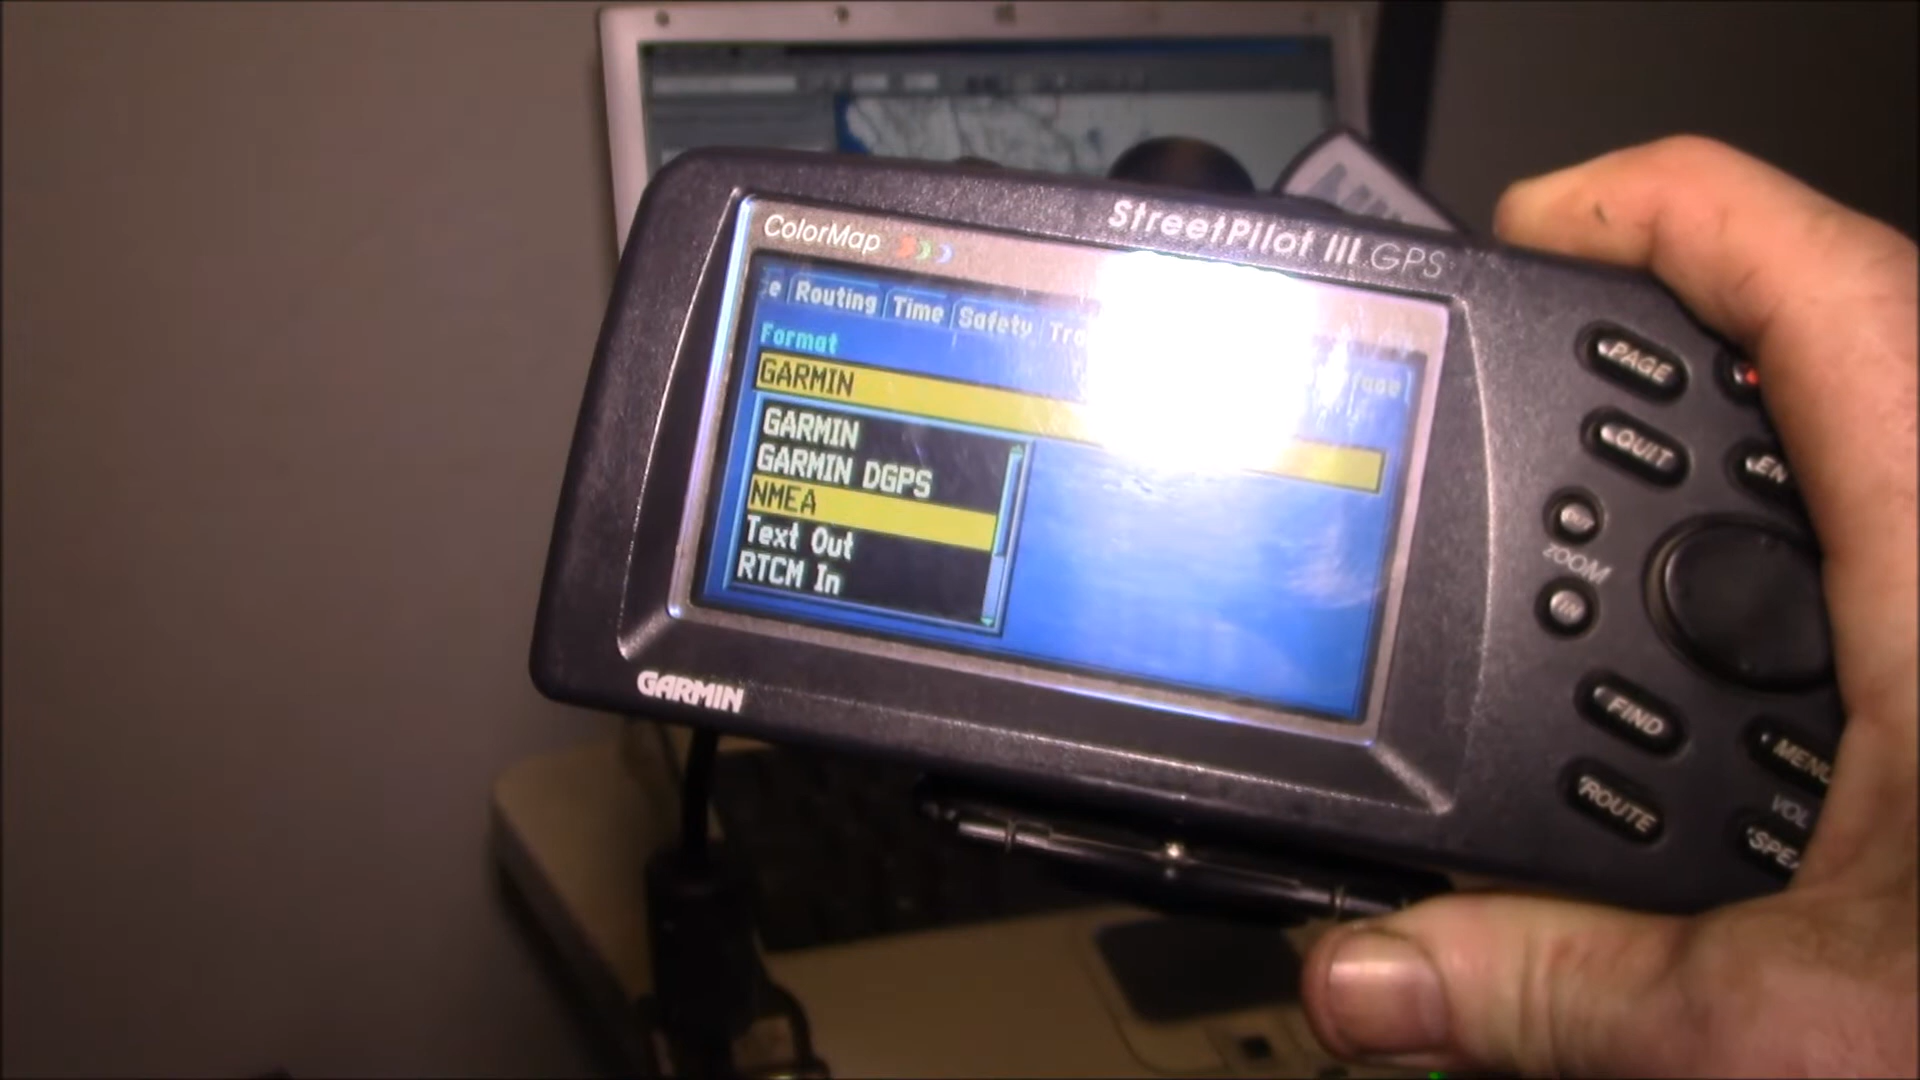 StreetPilot III GPS
ColorMap
Routing Time Safety
Format
GARMIN
GARMIN
GARMIN DGPS
NMEA
Text Out
RTCM In
GARMIN
PAGE
QUIT
ZOOM
IN
FIND
ROUTE